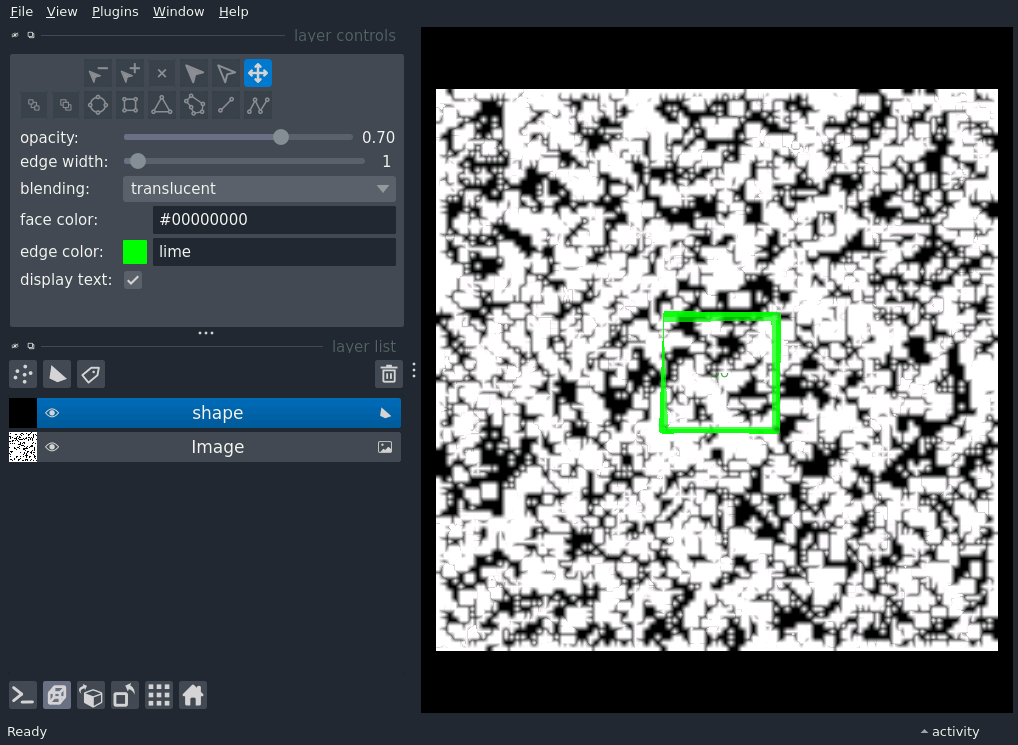 File View Plugins Window Help
layer controls
opacity: 0.70
edge width: 1
blending: translucent
face color: #00000000
edge color: lime
display text:
layer list
shape
Image
Ready
activity